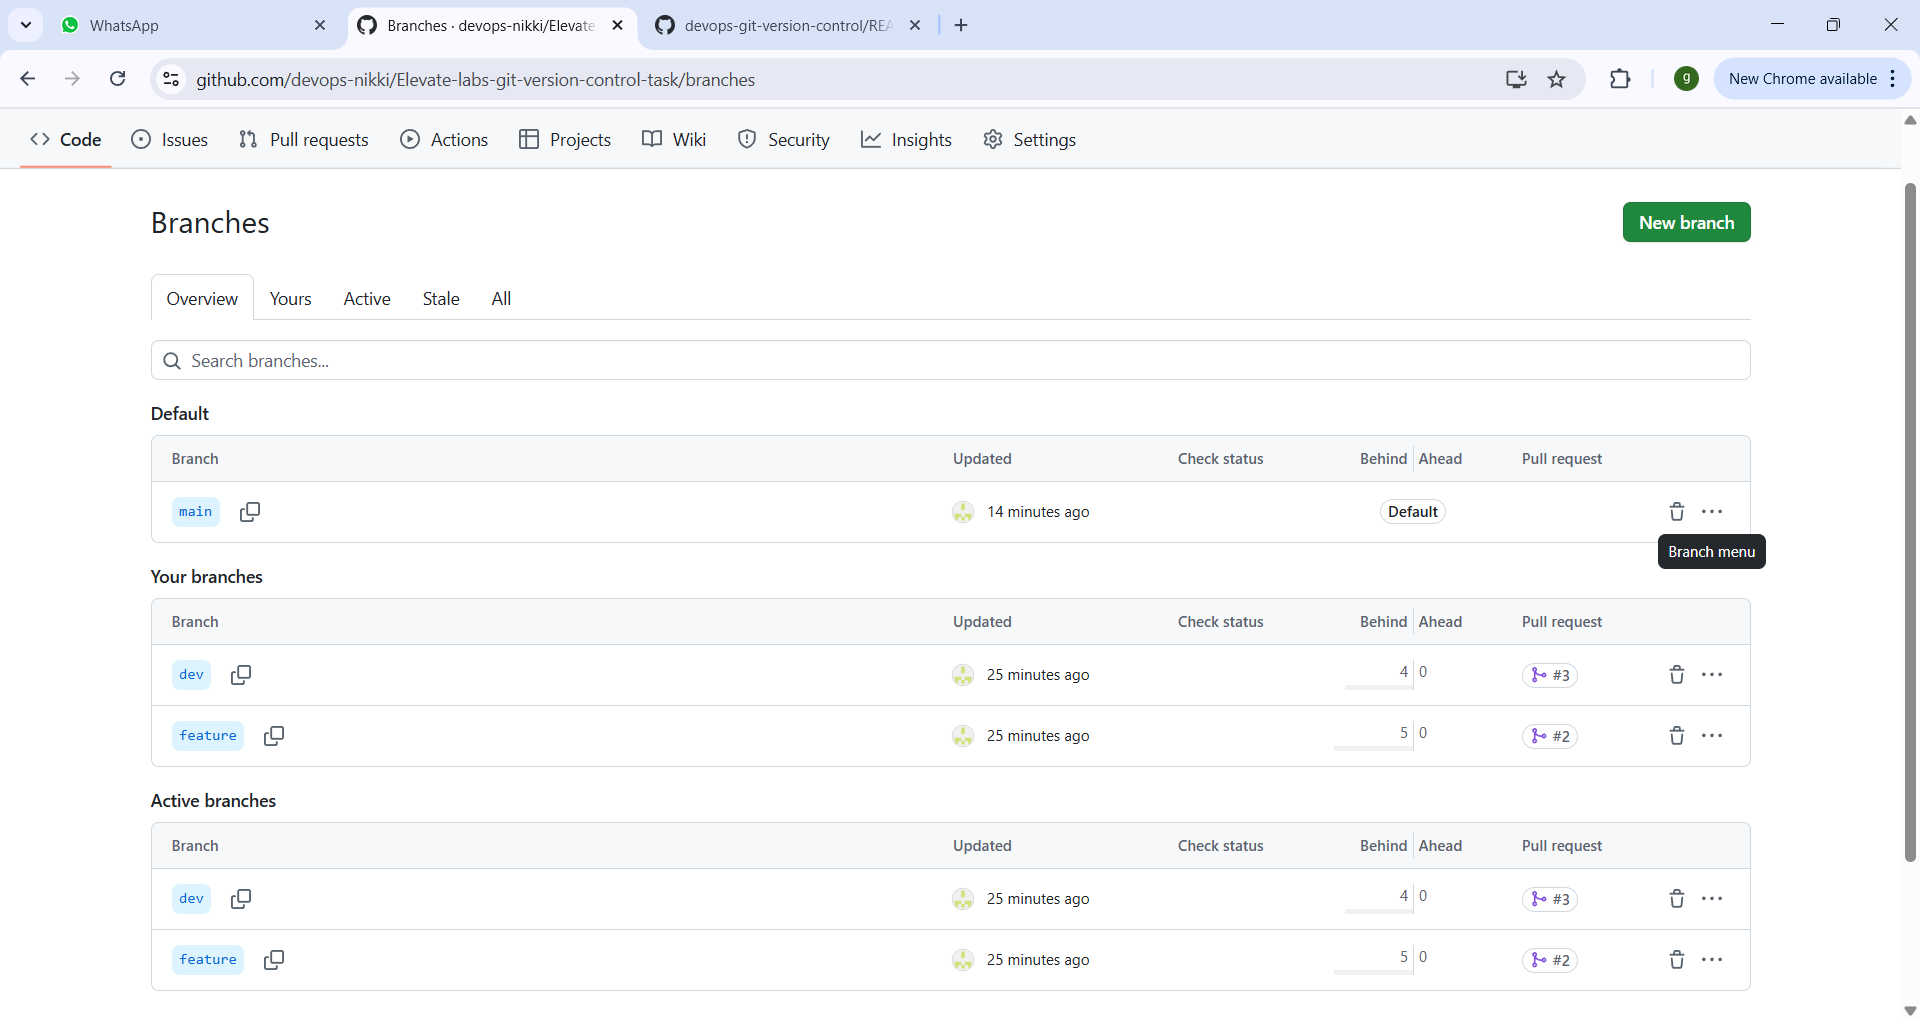 WhatsApp
Branches · devops-nikki/Elevate
devops-git-version-control/REA
github.com/devops-nikki/Elevate-labs-git-version-control-task/branches
g
New Chrome available
Code
Issues
Pull requests
Actions
Projects
Wiki
Security
Insights
Settings
Branches
New branch
Overview
Yours
Active
Stale
All
Search branches...
Default
Branch Updated Check status Behind Ahead Pull request
main 14 minutes ago Default
Branch menu
Your branches
Branch Updated Check status Behind Ahead Pull request
dev 25 minutes ago 4 0 #3
feature 25 minutes ago 5 0 #2
Active branches
Branch Updated Check status Behind Ahead Pull request
dev 25 minutes ago 4 0 #3
feature 25 minutes ago 5 0 #2